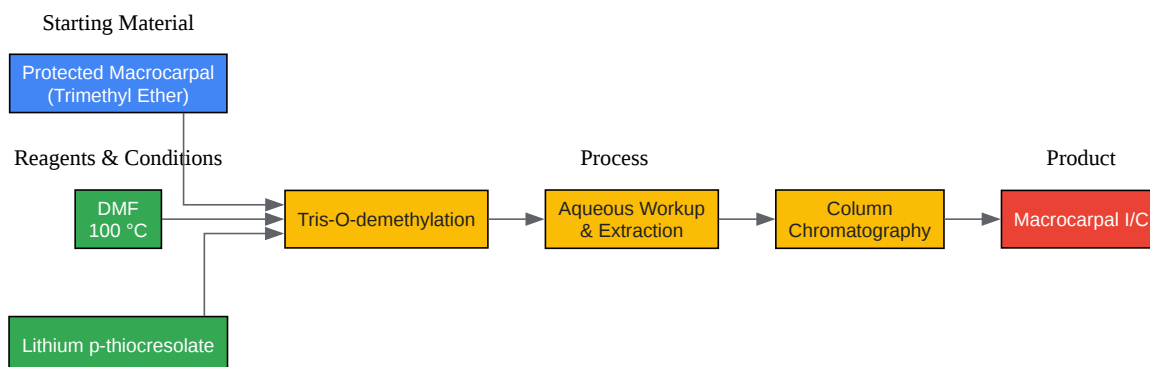 Starting Material
Protected Macrocarpal
(Trimethyl Ether)
Reagents & Conditions
DMF
100 °C
Lithium p-thiocresolate
Process
Tris-O-demethylation
Aqueous Workup
& Extraction
Column
Chromatography
Product
Macrocarpal I/C